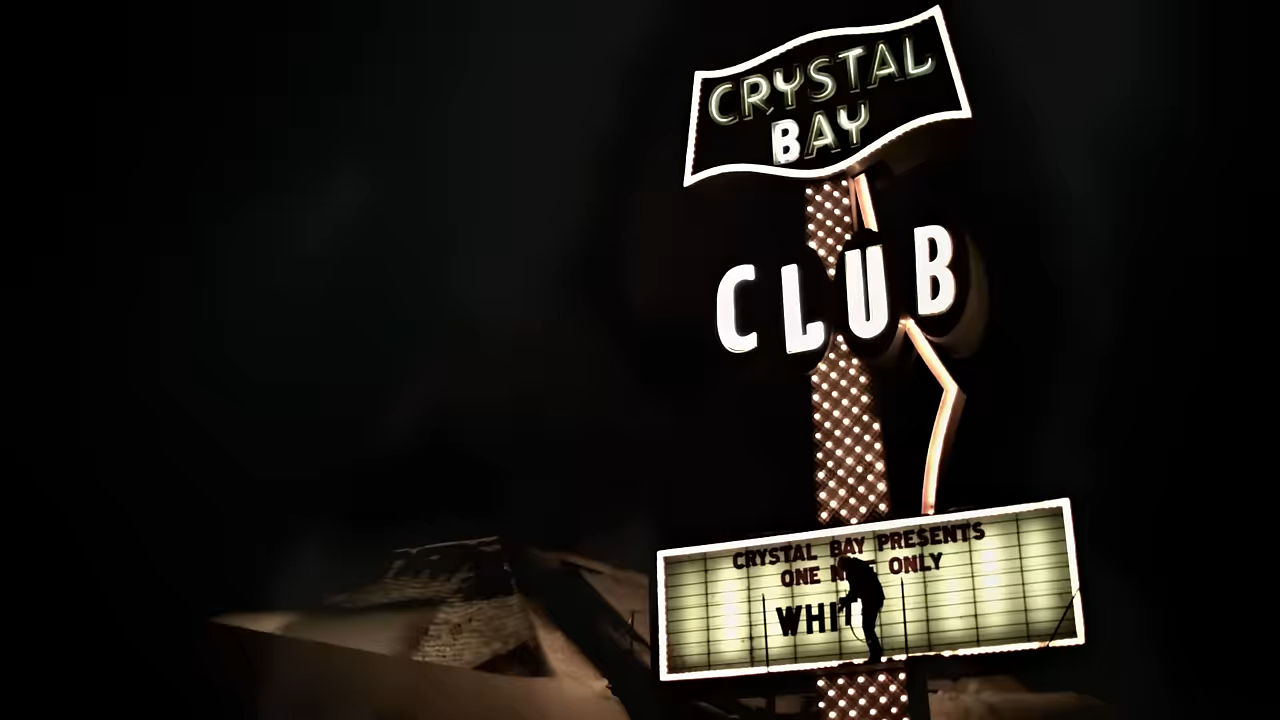 CRYSTAL
BAY
CLUB
CRYSTAL BAY PRESENTS
ONE ONLY
WHIT